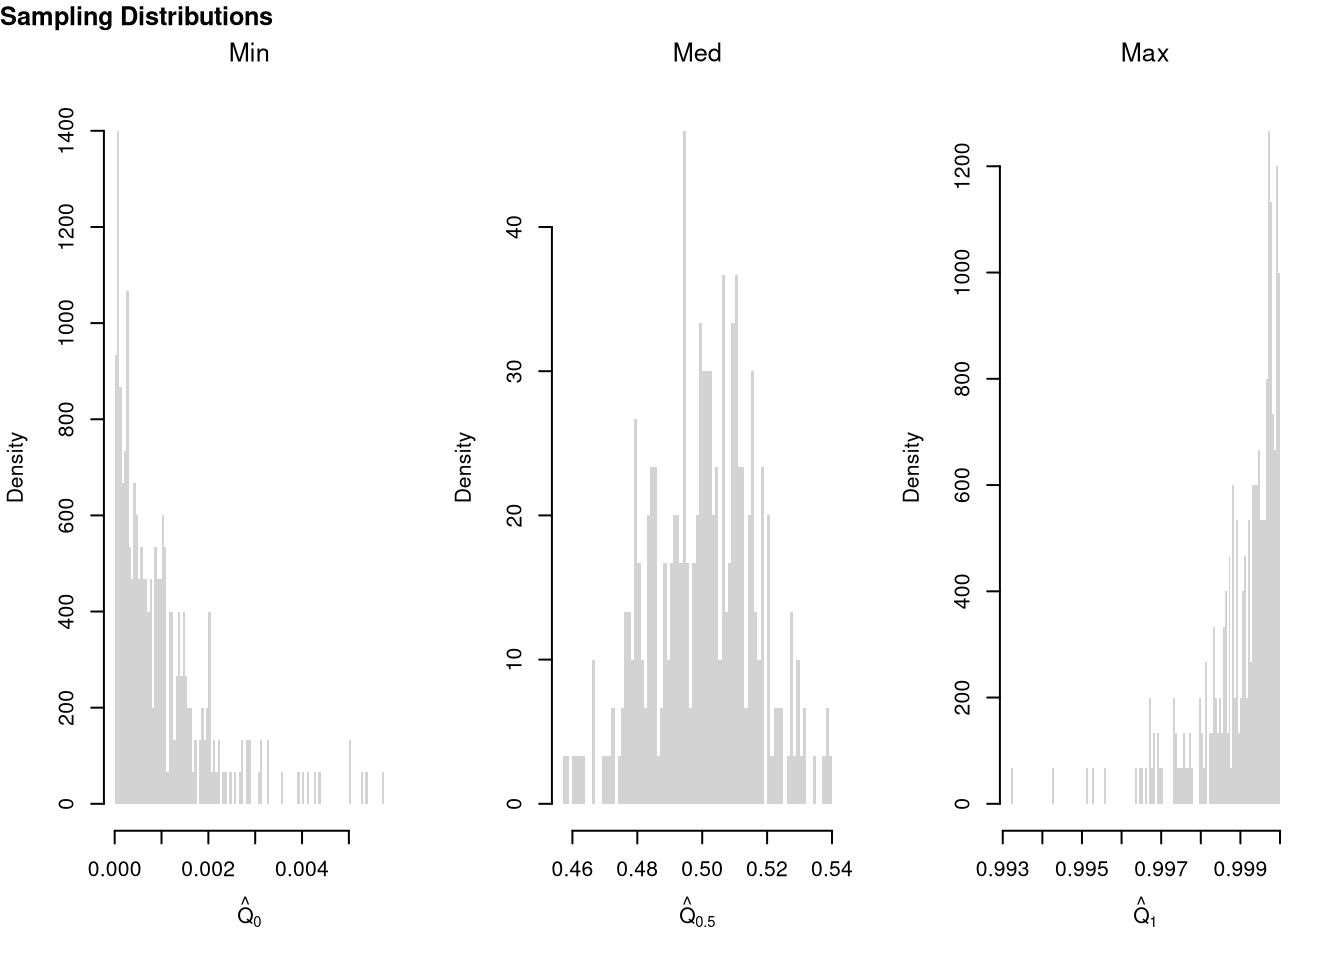 Sampling Distributions
Min
Density
0 200 400 600 800 1000 1200 1400
0.000 0.002 0.004
Q̂0
Med
Density
0 10 20 30 40
0.46 0.48 0.50 0.52 0.54
Q̂0.5
Max
Density
0 200 400 600 800 1000 1200
0.993 0.995 0.997 0.999
Q̂1